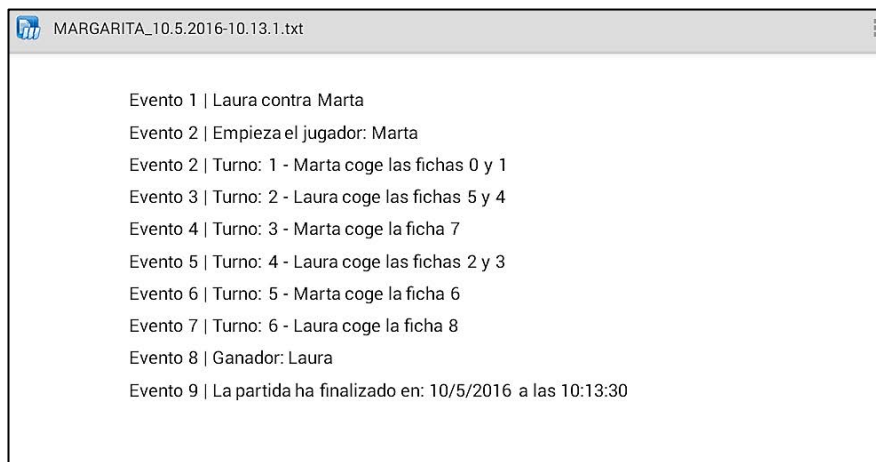 MARGARITA_10.5.2016-10.13.1.txt
Evento 1 | Laura contra Marta
Evento 2 | Empieza el jugador: Marta
Evento 2 | Turno: 1 - Marta coge las fichas 0 y 1
Evento 3 | Turno: 2 - Laura coge las fichas 5 y 4
Evento 4 | Turno: 3 - Marta coge la ficha 7
Evento 5 | Turno: 4 - Laura coge las fichas 2 y 3
Evento 6 | Turno: 5 - Marta coge la ficha 6
Evento 7 | Turno: 6 - Laura coge la ficha 8
Evento 8 | Ganador: Laura
Evento 9 | La partida ha finalizado en: 10/5/2016 a las 10:13:30